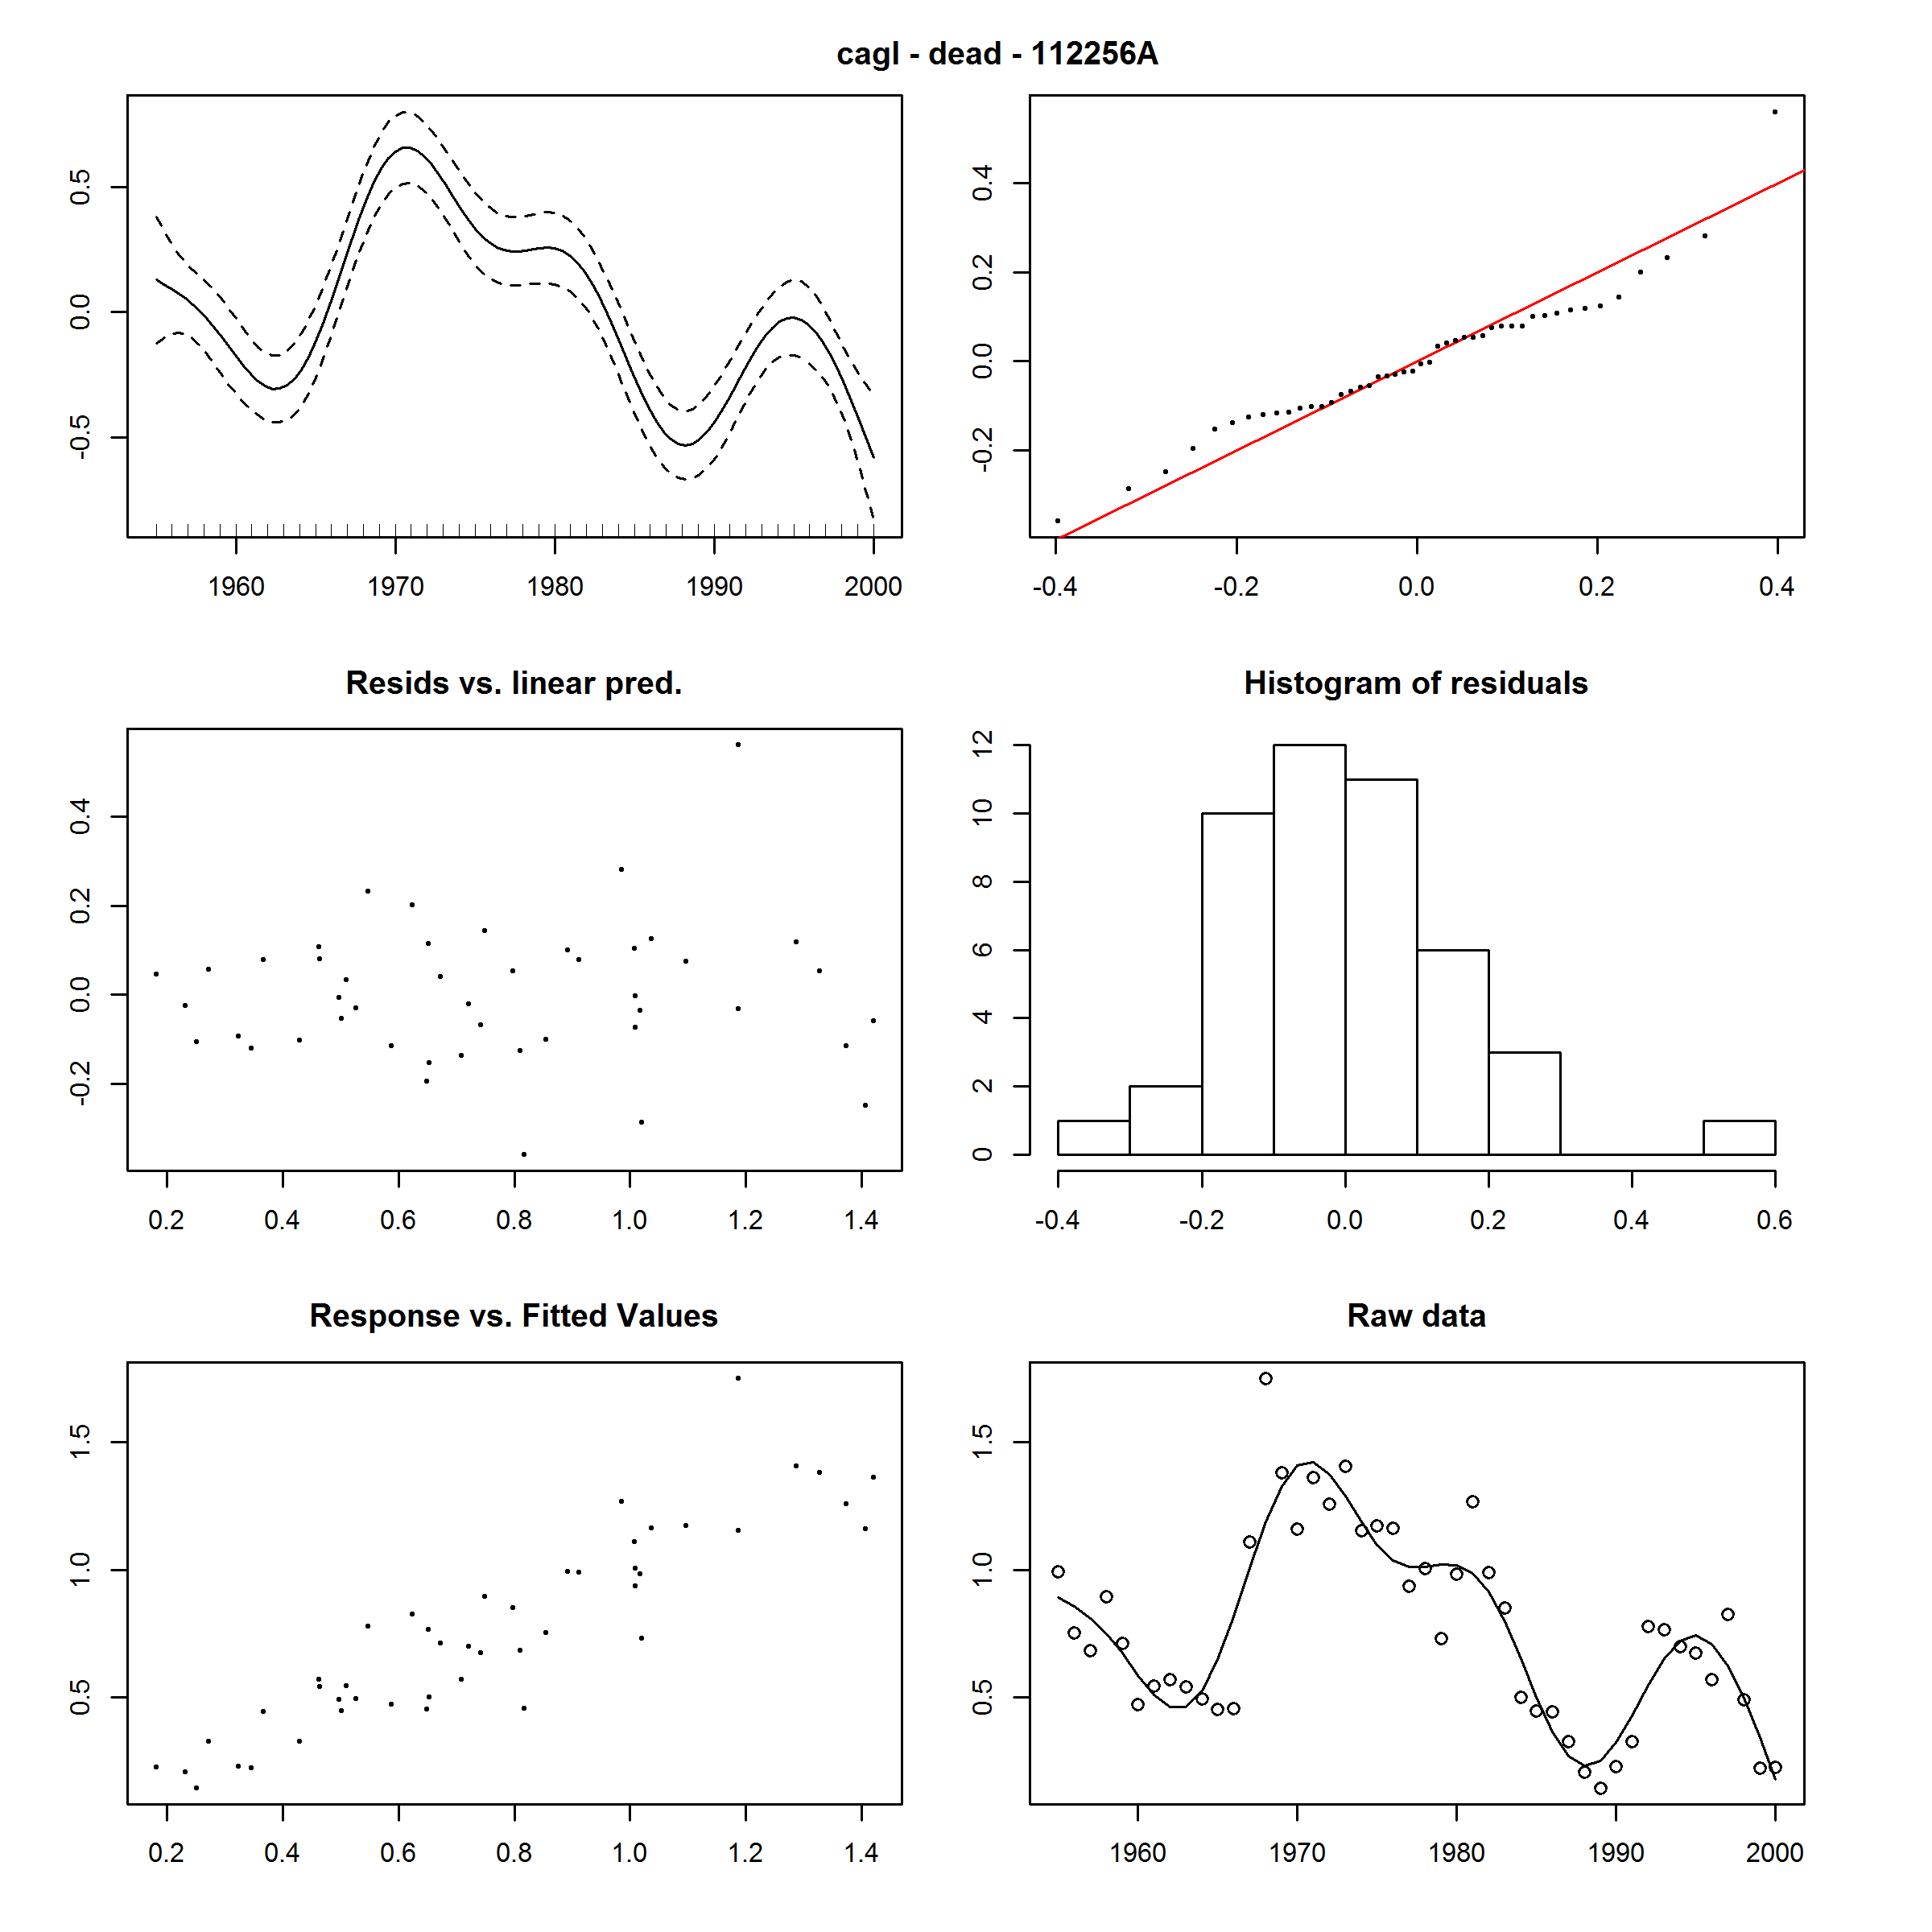 cagl - dead - 112256A
0.5
0.0
-0.5
1960 1970 1980 1990 2000
0.4
0.2
0.0
-0.2
-0.4 -0.2 0.0 0.2 0.4
Resids vs. linear pred.
0.4
0.2
0.0
-0.2
0.2 0.4 0.6 0.8 1.0 1.2 1.4
Histogram of residuals
12
10
8
6
4
2
0
-0.4 -0.2 0.0 0.2 0.4 0.6
Response vs. Fitted Values
1.5
1.0
0.5
0.2 0.4 0.6 0.8 1.0 1.2 1.4
Raw data
1.5
1.0
0.5
1960 1970 1980 1990 2000